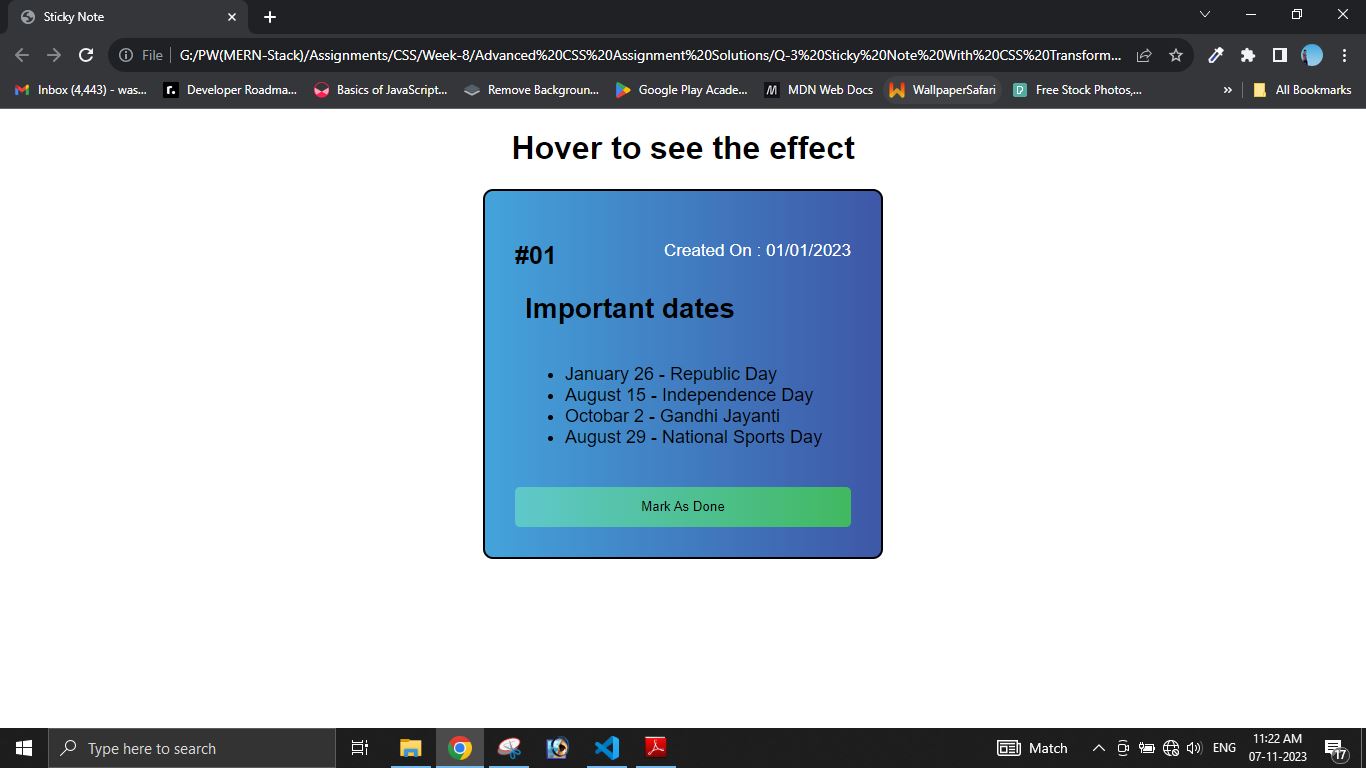 Sticky Note
File
G:/PW(MERN-Stack)/Assignments/CSS/Week-8/Advanced%20CSS%20Assignment%20Solutions/Q-3%20Sticky%20Note%20With%20CSS%20Transform...
Inbox (4,443) - was... Developer Roadma... Basics of JavaScript... Remove Backgroun... Google Play Acade... MDN Web Docs WallpaperSafari Free Stock Photos,... » All Bookmarks
Hover to see the effect
#01 Created On : 01/01/2023
Important dates
• January 26 - Republic Day
• August 15 - Independence Day
• Octobar 2 - Gandhi Jayanti
• August 29 - National Sports Day
Mark As Done
Type here to search
Match
ENG
11:22 AM
07-11-2023
17